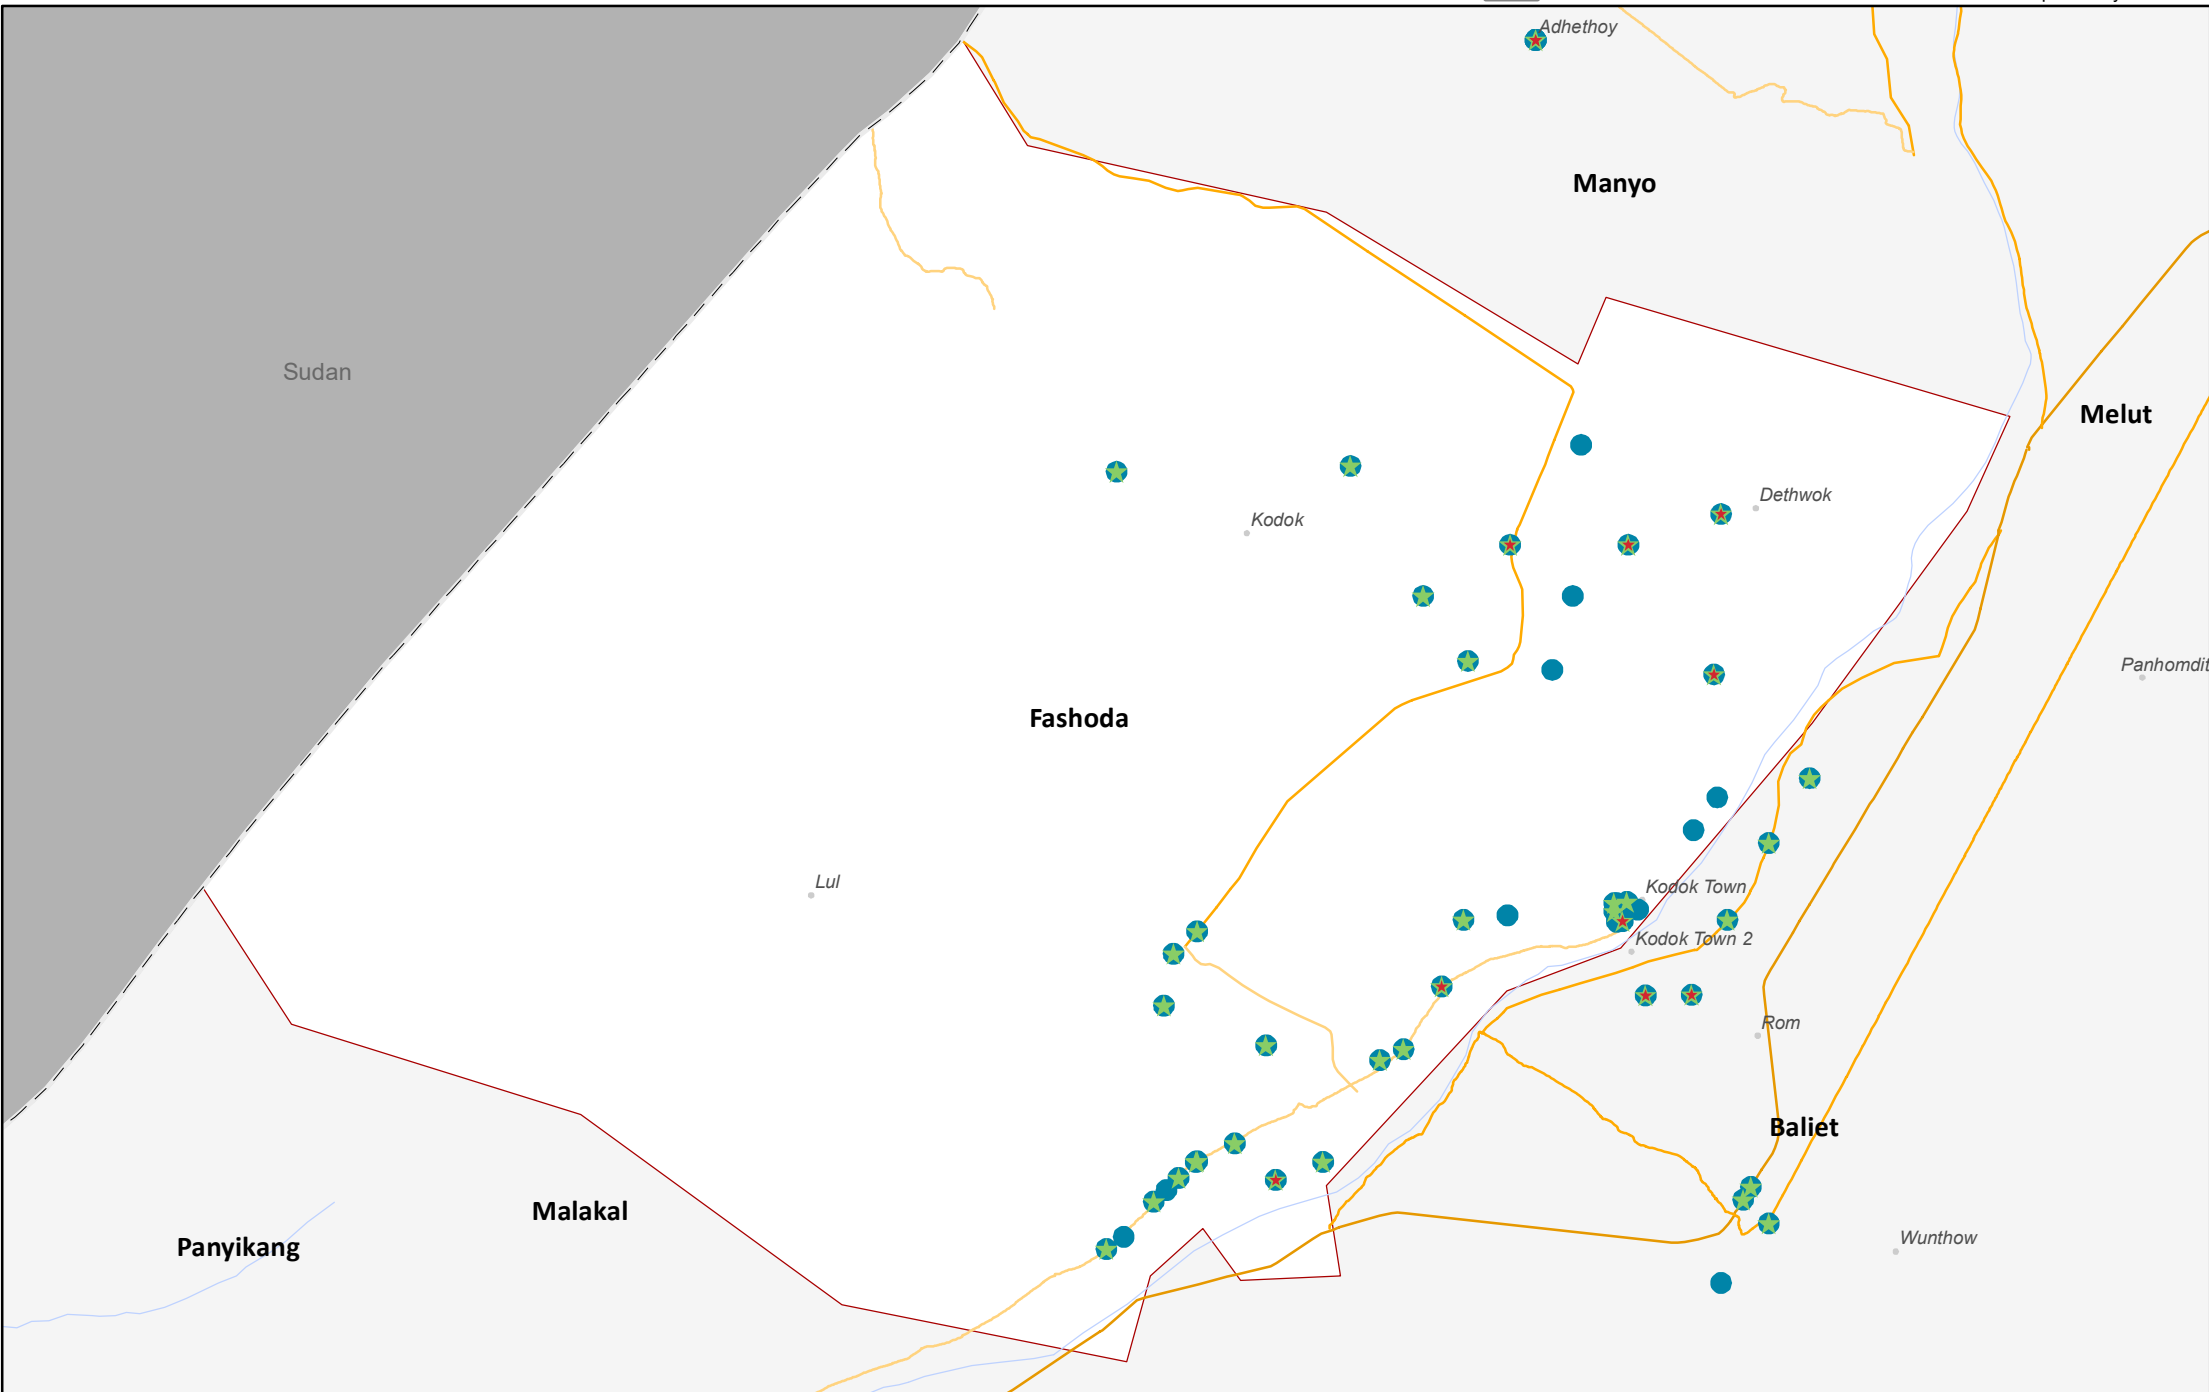 Adhethoy
Manyo
Sudan
Melut
Dethwok
Kodok
Panhomdit
Fashoda
Lul
Kodok Town
Kodok Town 2
Rom
Baliet
Malakal
Panyikang
Wunthow